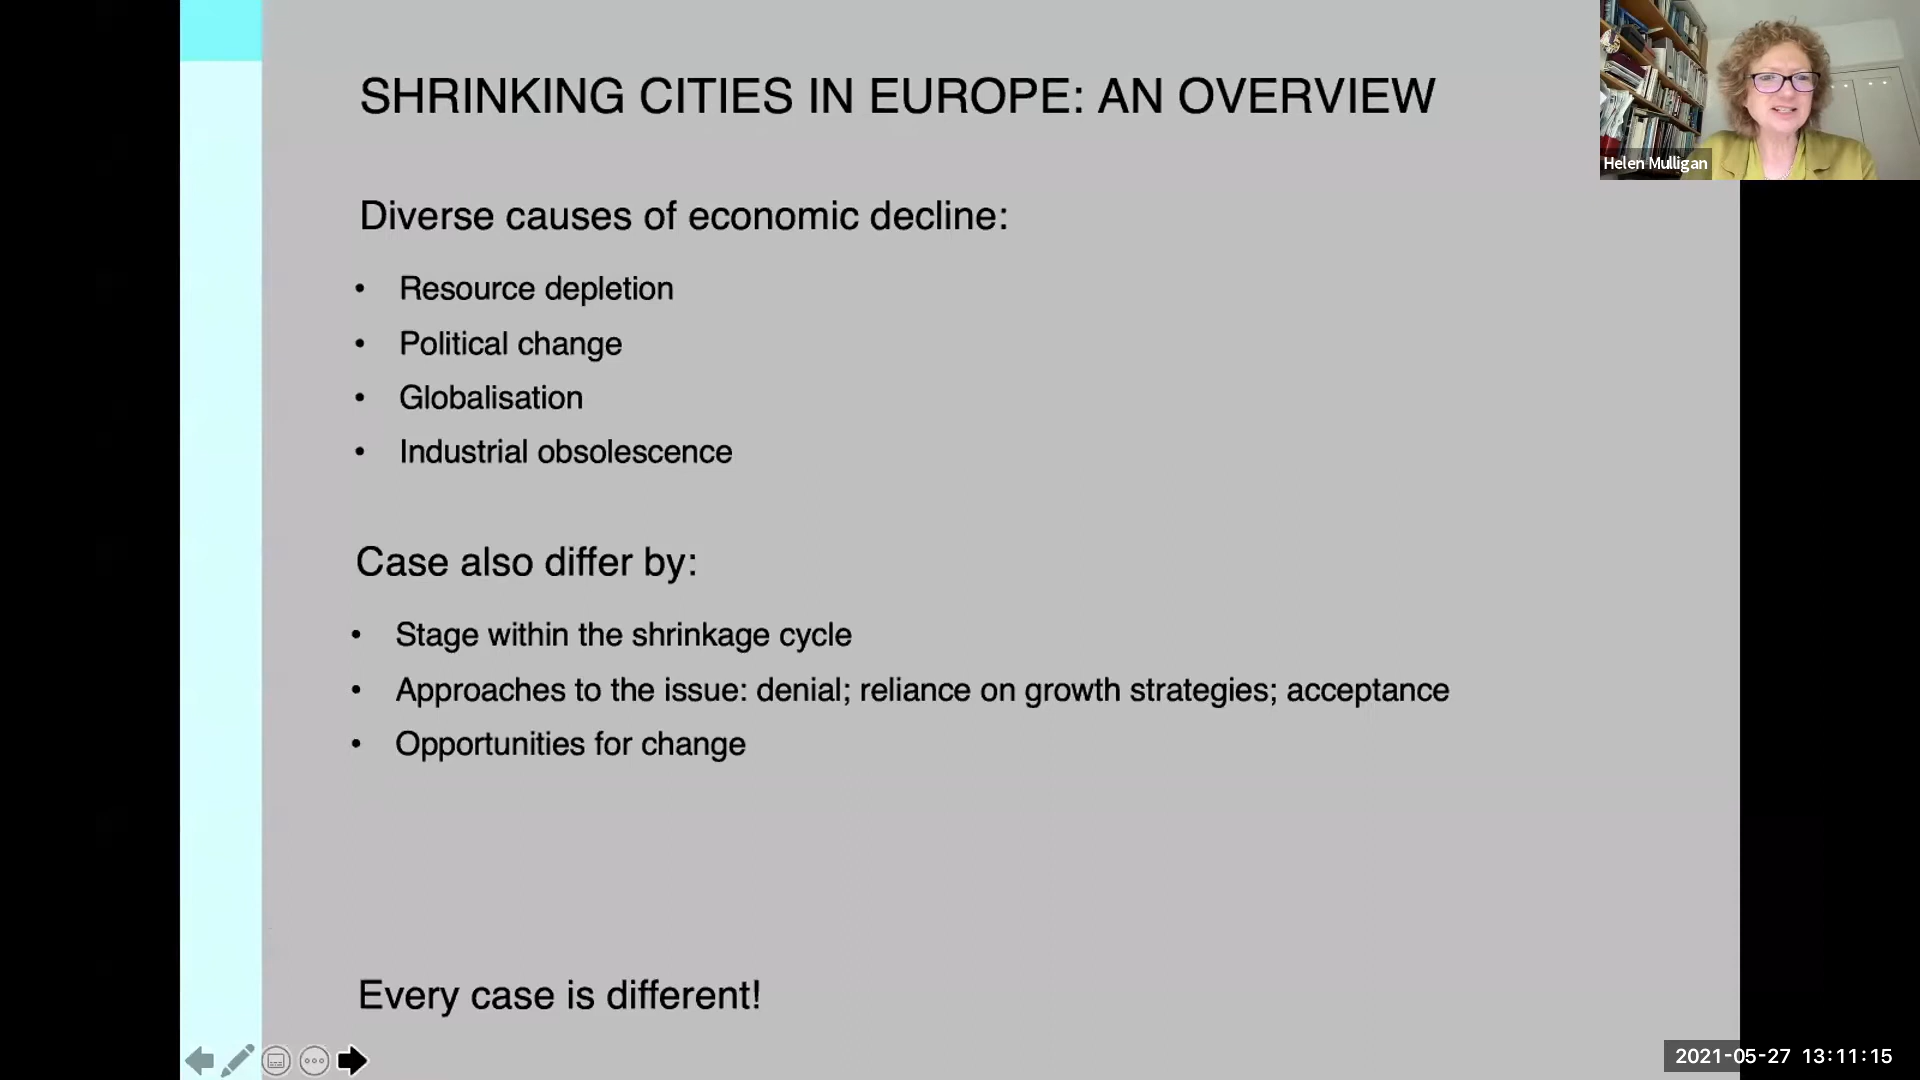 SHRINKING CITIES IN EUROPE: AN OVERVIEW
Helen Mulligan
Diverse causes of economic decline:
• Resource depletion
• Political change
• Globalisation
• Industrial obsolescence
Case also differ by:
• Stage within the shrinkage cycle
• Approaches to the issue: denial; reliance on growth strategies; acceptance
• Opportunities for change
Every case is different!
2021-05-27 13:11:15